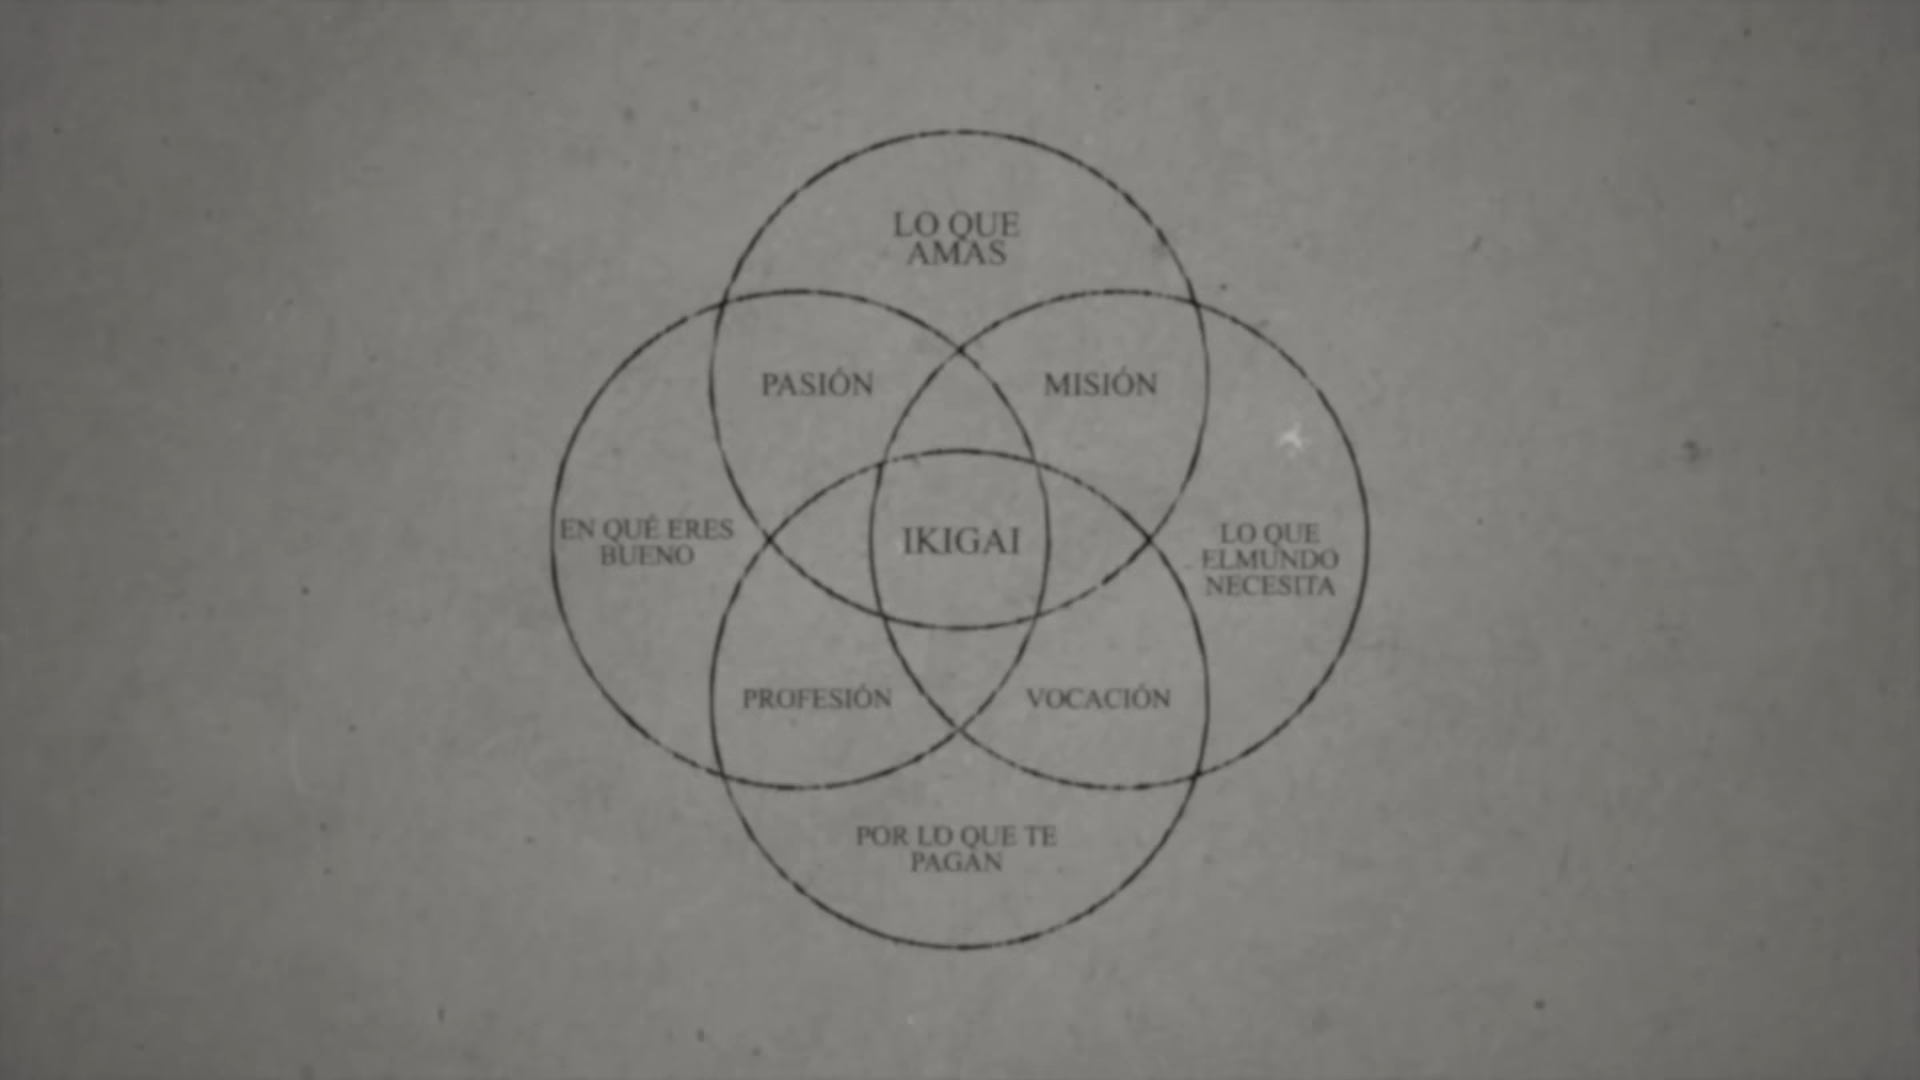 LO QUE
AMAS
PASIÓN
MISIÓN
EN QUÉ ERES
BUENO
IKIGAI
LO QUE
ELMUNDO
NECESITA
PROFESIÓN
VOCACIÓN
POR LO QUE TE
PAGAN